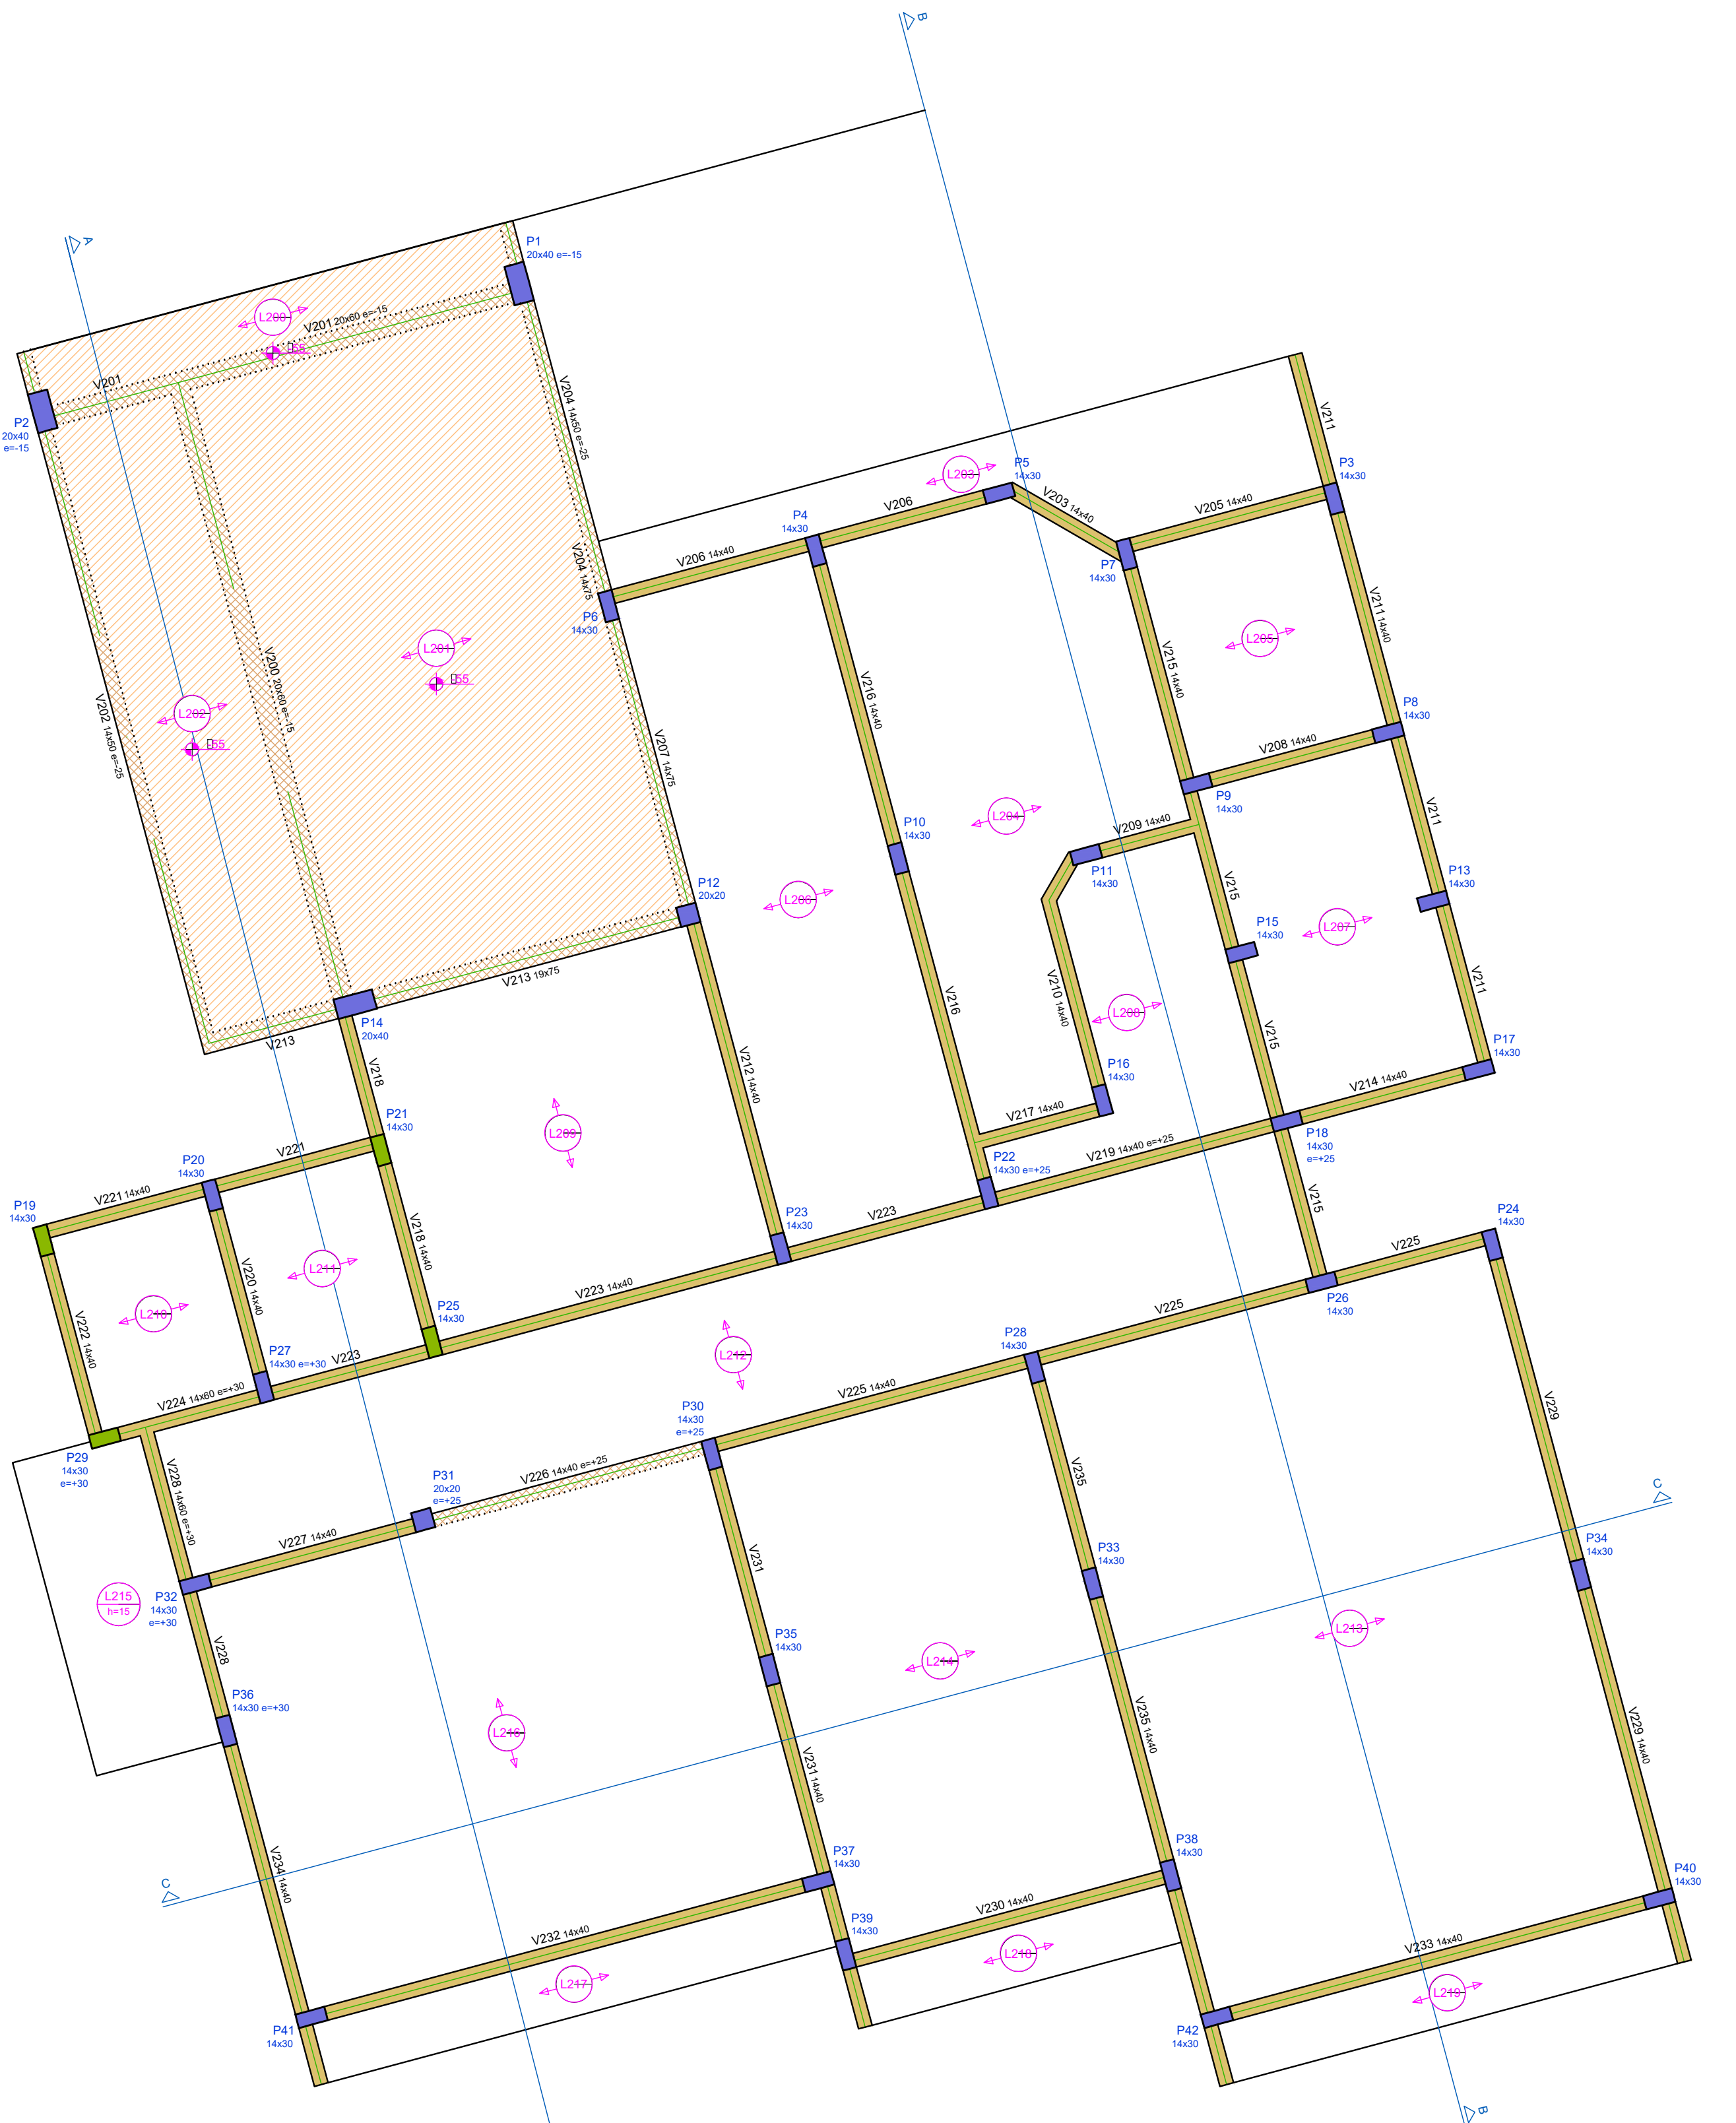 B
A
P1
20x40 e=-15
L200
V201 20x60 e=-15
-55
V201
P2
20x40
e=-15
V204 14x50 e=-25
V211
P3
14x30
P5
14x30
L203
V203 14x40
V205 14x40
V206
P4
14x30
V206 14x40
P7
14x30
V204 14x75
P6
14x30
V211 14x40
L205
L201
-55
V200 20x60 e=-15
V215 14x40
V216 14x40
L202
-55
V202 14x50 e=-25
V207 14x75
P8
14x30
V208 14x40
P9
14x30
L204
V211
V209 14x40
P10
14x30
P11
14x30
P12
20x20
L206
V215
P13
14x30
P15
14x30
L207
V213 19x75
V216
V210 14x40
L208
V211
P14
20x40
V213
V215
P17
14x30
V218
V212 14x40
P16
14x30
V214 14x40
V217 14x40
P21
14x30
L209
P18
14x30
e=+25
V219 14x40 e=+25
V221
P20
14x30
P22
14x30 e=+25
V221 14x40
P19
14x30
V215
P23
14x30
V223
P24
14x30
V225
V218 14x40
L211
V220 14x40
V223 14x40
P26
14x30
L210
V222 14x40
P25
14x30
V225
P28
14x30
L212
P27
14x30 e=+30
V223
V225 14x40
V224 14x60 e=+30
P30
14x30
e=+25
V229
P29
14x30
e=+30
V228 14x60 e=+30
V226 14x40 e=+25
P31
20x20
e=+25
V235
C
V227 14x40
V231
P33
14x30
P34
14x30
L215
h=15
P32
14x30
e=+30
V228
L213
P35
14x30
L214
P36
14x30 e=+30
L216
V235 14x40
V229 14x40
V231 14x40
P38
14x30
P37
14x30
V234 14x40
C
P40
14x30
V230 14x40
P39
14x30
V232 14x40
V233 14x40
L218
L217
L219
P41
14x30
P42
14x30
B